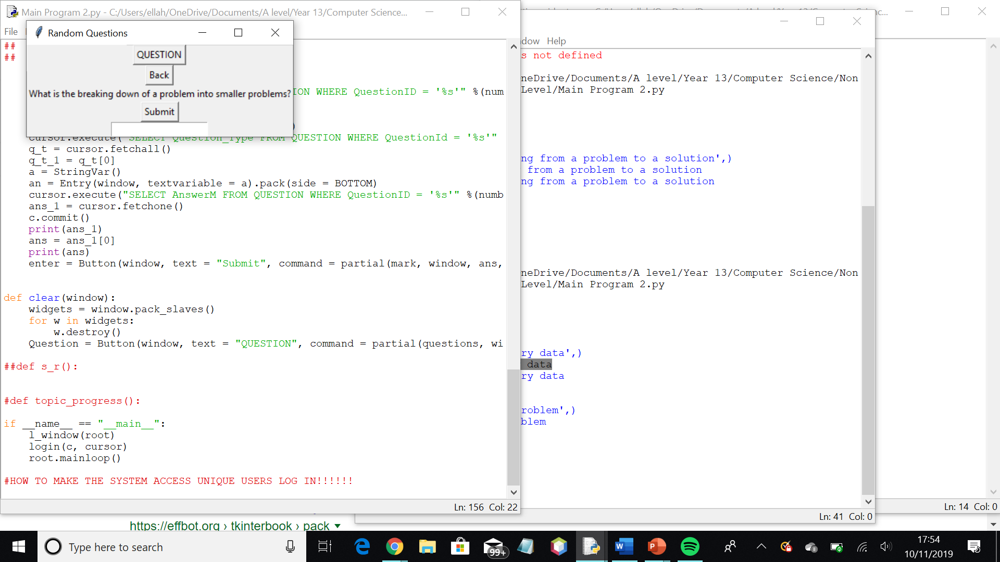 Main Program 2.py - C:/Users/ellah/OneDrive/Documents/A level/Year 13/Computer Science...
File
Random Questions
QUESTION
Back
What is the breaking down of a problem into smaller problems?
Submit
##
##
ION WHERE QuestionID = '%s'" %(num
)
cursor.execute("SELECT Question_Type FROM QUESTION WHERE QuestionId = '%s'"
q_t = cursor.fetchall()
q_t_1 = q_t[0]
a = StringVar()
an = Entry(window, textvariable = a).pack(side = BOTTOM)
cursor.execute("SELECT AnswerM FROM QUESTION WHERE QuestionID = '%s'" %(numb
ans_1 = cursor.fetchone()
c.commit()
print(ans_1)
ans = ans_1[0]
print(ans)
enter = Button(window, text = "Submit", command = partial(mark, window, ans,
def clear(window):
widgets = window.pack_slaves()
for w in widgets:
w.destroy()
Question = Button(window, text = "QUESTION", command = partial(questions, wi
##def s_r():
#def topic_progress():
if __name__ == "__main__":
l_window(root)
login(c, cursor)
root.mainloop()
#HOW TO MAKE THE SYSTEM ACCESS UNIQUE USERS LOG IN!!!!!!
Ln: 156 Col: 22
dow Help
s not defined
neDrive/Documents/A level/Year 13/Computer Science/Non
Level/Main Program 2.py
ng from a problem to a solution',)
from a problem to a solution
ng from a problem to a solution
neDrive/Documents/A level/Year 13/Computer Science/Non
Level/Main Program 2.py
ry data',)
data
ry data
roblem',)
blem
Ln: 41 Col: 0
Ln: 14 Col: 0
https://effbot.org › tkinterbook › pack
Type here to search
99+
17:54
10/11/2019